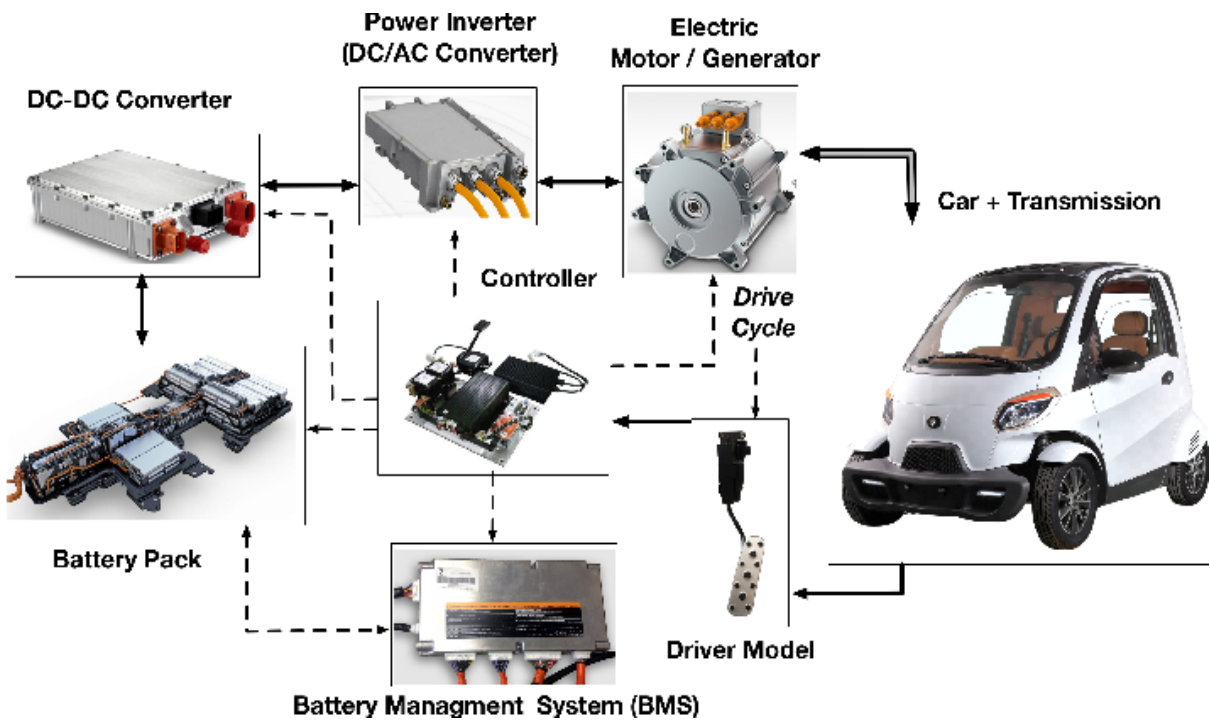 Power Inverter
(DC/AC Converter)
Electric
Motor / Generator
DC-DC Converter
Car + Transmission
Controller
Drive
Cycle
Battery Pack
Driver Model
Battery Managment System (BMS)